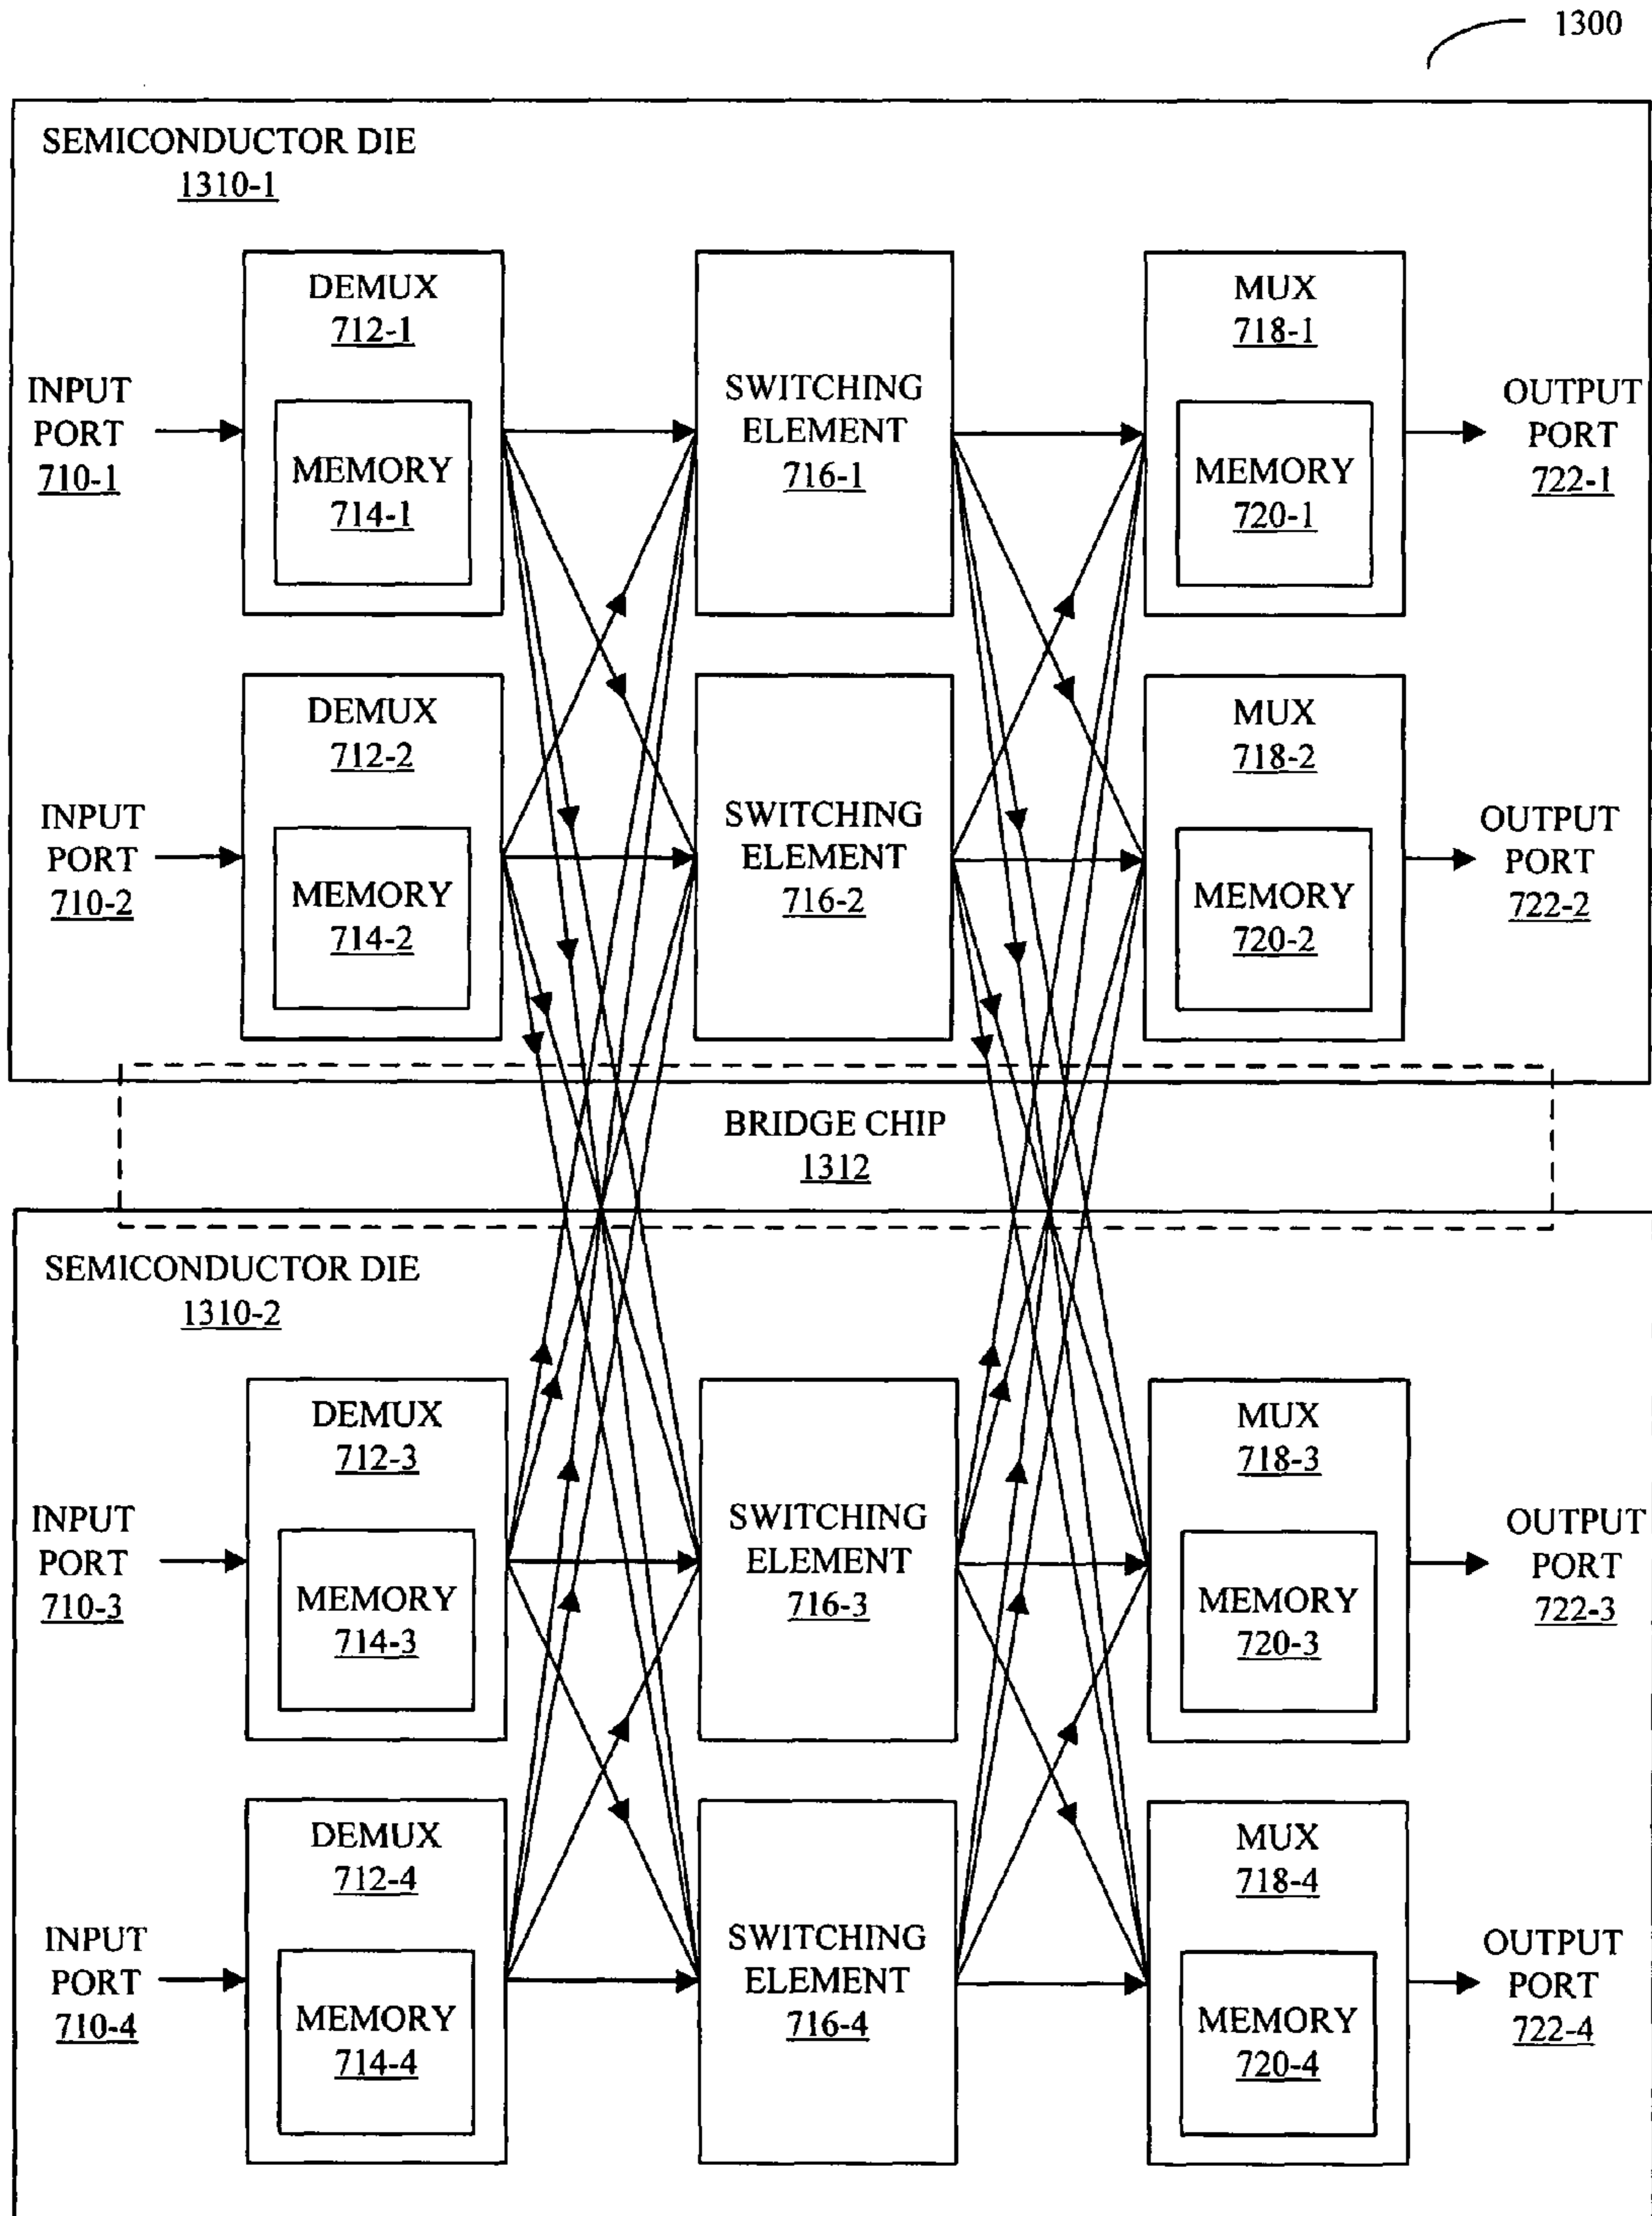 1300
SEMICONDUCTOR DIE
1310-1
DEMUX
712-1
MEMORY
714-1
INPUT
PORT
710-1
SWITCHING
ELEMENT
716-1
MUX
718-1
MEMORY
720-1
OUTPUT
PORT
722-1
DEMUX
712-2
MEMORY
714-2
INPUT
PORT
710-2
SWITCHING
ELEMENT
716-2
MUX
718-2
MEMORY
720-2
OUTPUT
PORT
722-2
BRIDGE CHIP
1312
SEMICONDUCTOR DIE
1310-2
DEMUX
712-3
MEMORY
714-3
INPUT
PORT
710-3
SWITCHING
ELEMENT
716-3
MUX
718-3
MEMORY
720-3
OUTPUT
PORT
722-3
DEMUX
712-4
MEMORY
714-4
INPUT
PORT
710-4
SWITCHING
ELEMENT
716-4
MUX
718-4
MEMORY
720-4
OUTPUT
PORT
722-4